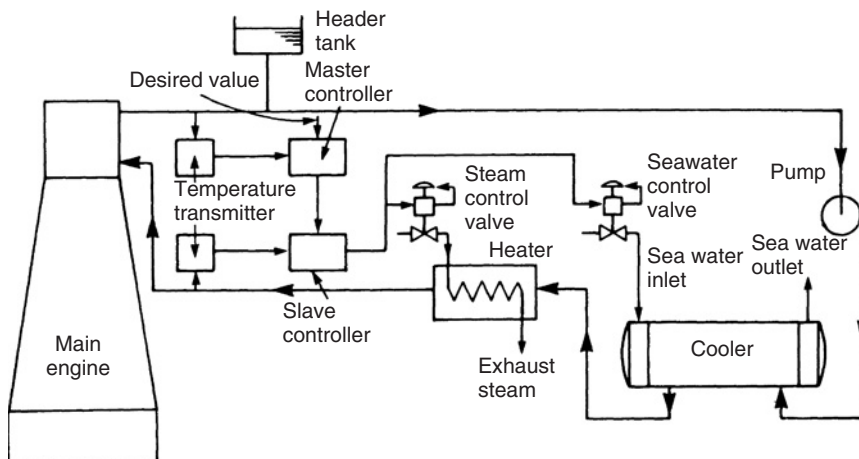 Header
tank
Desired value
Master
controller
Temperature
transmitter
Steam
control
valve
Seawater
control
valve
Pump
Heater
Sea water
inlet
Sea water
outlet
Slave
controller
Main
engine
Exhaust
steam
Cooler